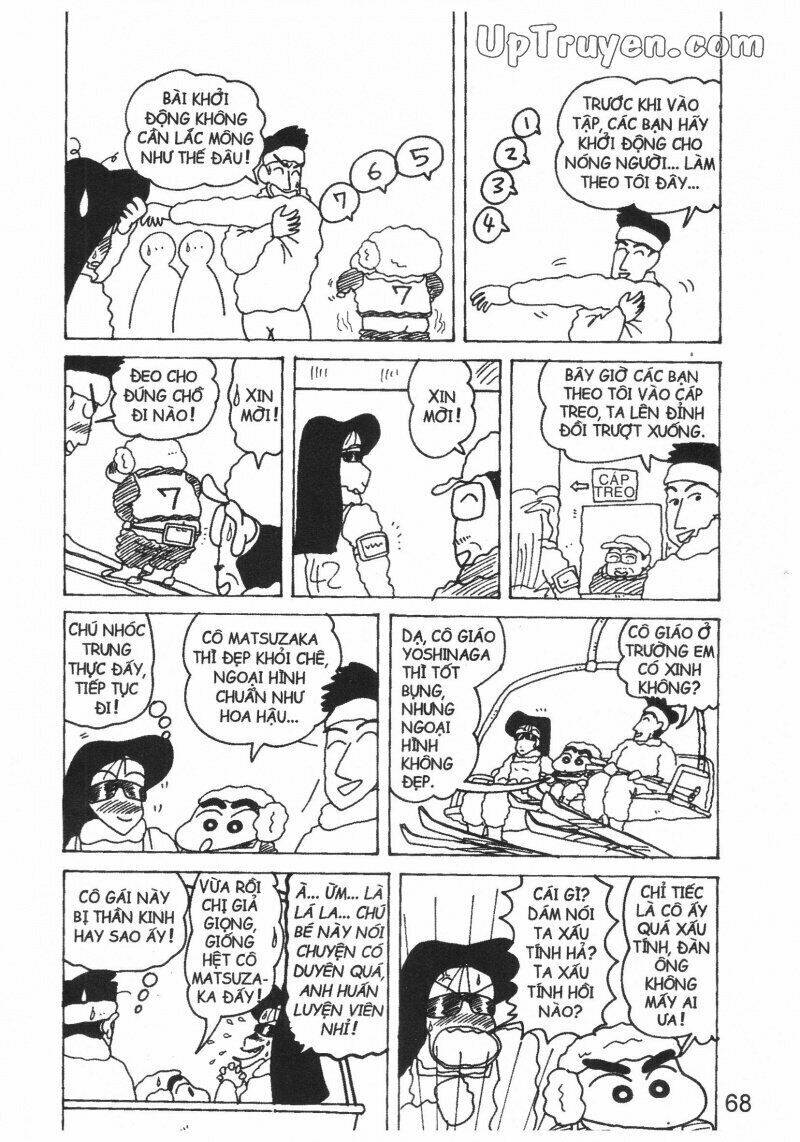 UpTruyen.com
TRƯỚC KHI VÀO
TẬP, CÁC BẠN HÃY
KHỞI ĐỘNG CHO
NÓNG NGƯỜI... LÀM
THEO TÔI ĐÂY...
1
2
3
4
5
6
7
BÀI KHỞI
ĐỘNG KHÔNG
CẦN LẮC MÔNG
NHƯ THẾ ĐÂU!
...
...
7
BÂY GIỜ CÁC BẠN
THEO TÔI VÀO CÁP
TREO, TA LÊN ĐỈNH
ĐỒI TRƯỢT XUỐNG.
CÁP
TREO
XIN
MỜI!
42
XIN
MỜI!
ĐEO CHO
ĐÚNG CHỖ
ĐI NÀO!
7
CÔ GIÁO Ở
TRƯỜNG EM
CÓ XINH
KHÔNG?
DẠ, CÔ GIÁO
YOSHINAGA
THÌ TỐT
BỤNG,
NHƯNG
NGOẠI
HÌNH
KHÔNG
ĐẸP.
CÔ MATSUZAKA
THÌ ĐẸP KHỎI CHÊ,
NGOẠI HÌNH
CHUẨN NHƯ
HOA HẬU...
CHÚ NHÓC
TRUNG
THỰC ĐẤY,
TIẾP TỤC
ĐI!
CHỈ TIẾC
LÀ CÔ ẤY
QUÁ XẤU
TÍNH, ĐÀN
ÔNG
KHÔNG
MẤY AI
ƯA!
CÁI GÌ?
DÁM NÓI
TA XẤU
TÍNH HẢ?
TA XẤU
TÍNH HỒI
NÀO?
À... ỪM... LÀ
LÁ LA... CHÚ
BÉ NÀY NÓI
CHUYỆN CÓ
DUYÊN QUÁ,
ANH HUẤN
LUYỆN VIÊN
NHỈ!
VỪA RỒI
CHỊ GIẢ
GIỌNG,
GIỐNG
HỆT CÔ
MATSUZA-
KA ĐẤY!
CÔ GÁI NÀY
BỊ THẦN KINH
HAY SAO ẤY!
68